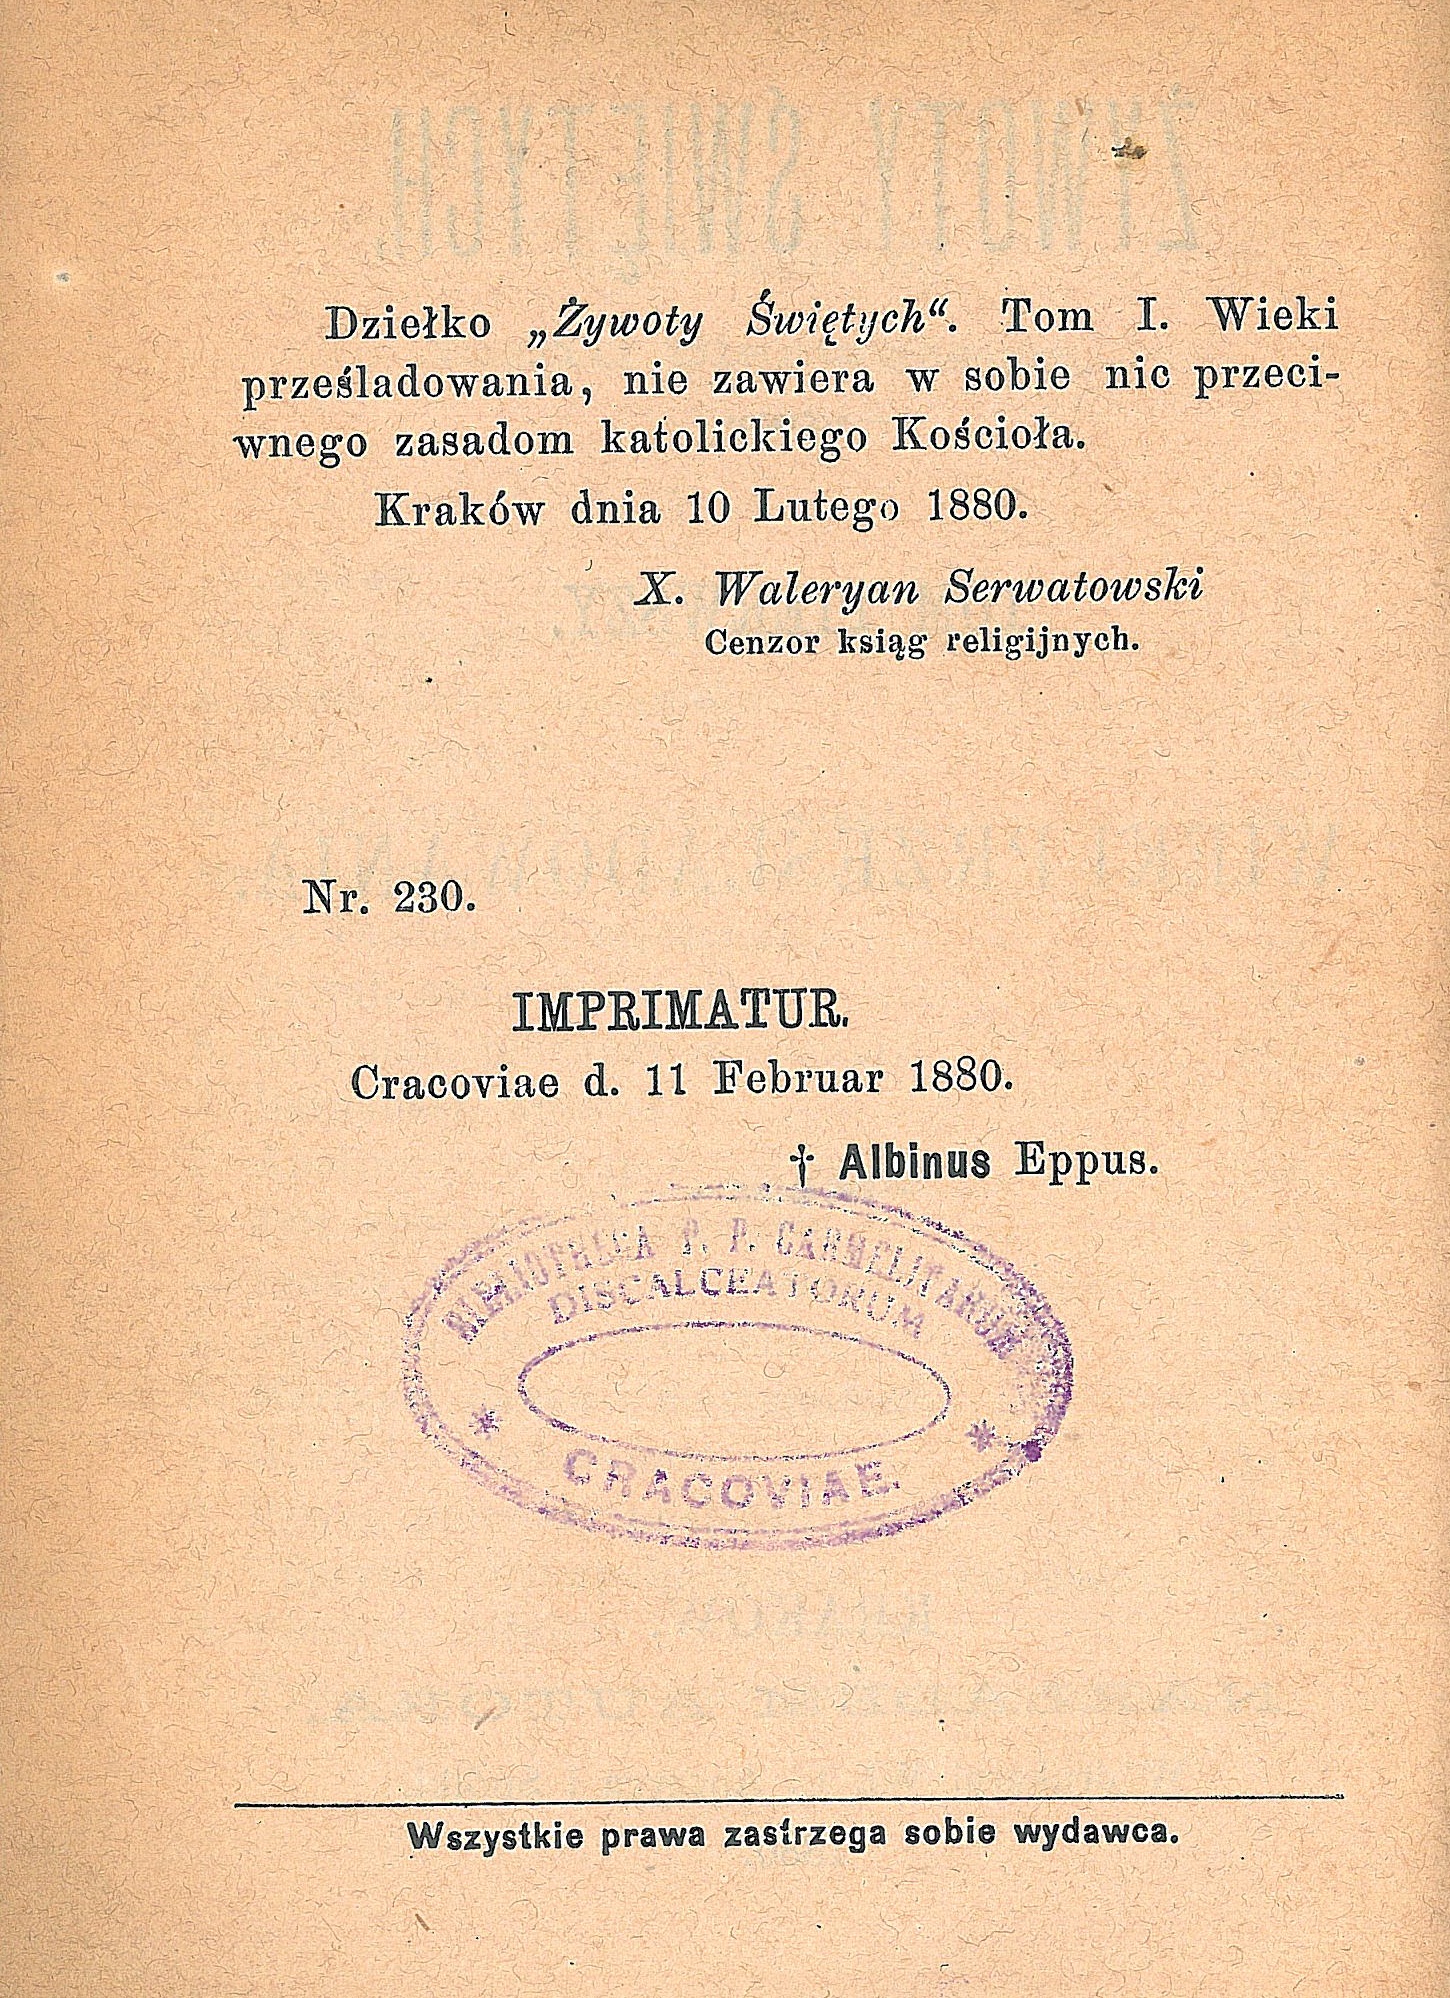 Dziełko „Żywoty Świętych“. Tom I. Wieki
prześladowania, nie zawiera w sobie nic przeci-
wnego zasadom katolickiego Kościoła.
Kraków dnia 10 Lutego 1880.
X. Waleryan Serwatowski
Cenzor ksiąg religijnych.
Nr. 230.
IMPRIMATUR.
Cracoviae d. 11 Februar 1880.
† Albinus Eppus.
BIBLIOTHECA P. P. CARMELITARUM
DISCALCEATORUM
* CRACOVIAE. *
Wszystkie prawa zastrzega sobie wydawca.